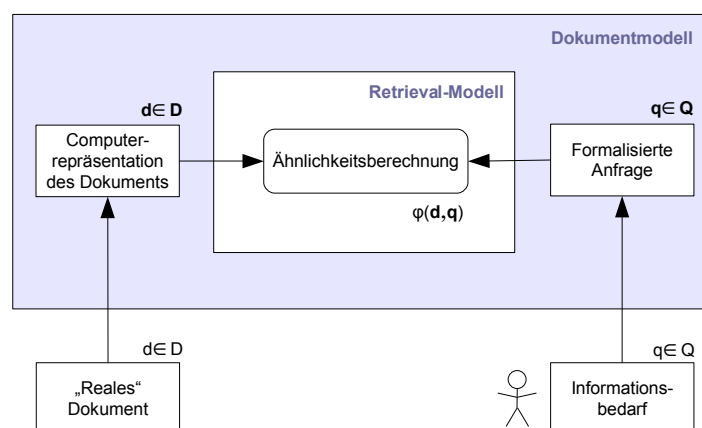 Dokumentmodell
Retrieval-Modell
d∈ D
q∈ Q
Computer-
repräsentation
des Dokuments
Ähnlichkeitsberechnung
Formalisierte
Anfrage
φ(d,q)
d∈ D
q∈ Q
„Reales“
Dokument
Informations-
bedarf